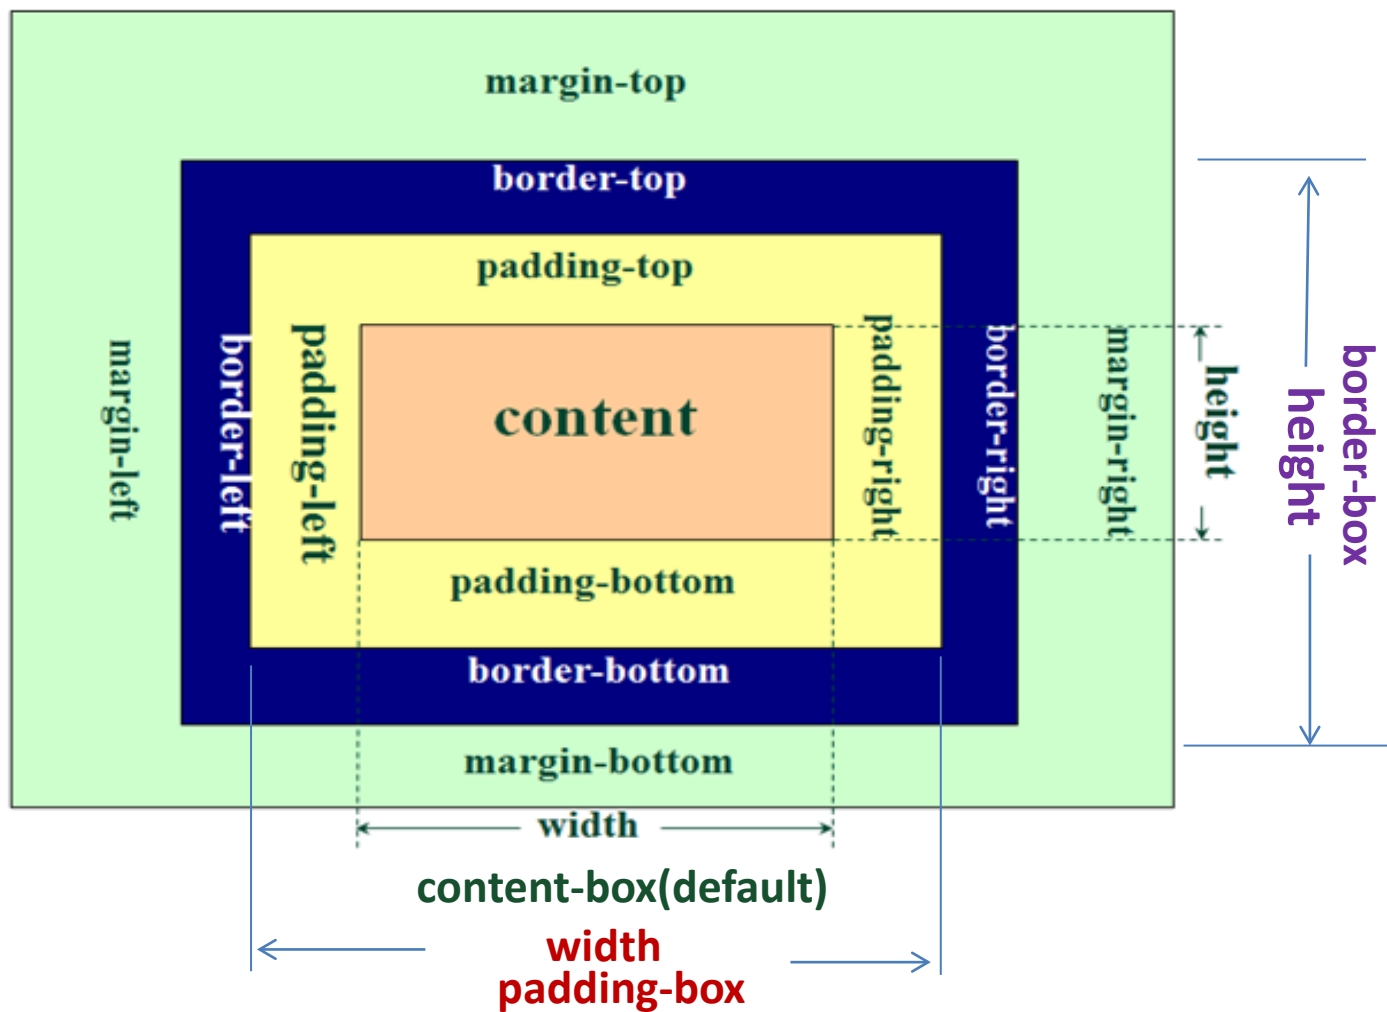 margin-top
border-top
padding-top
margin-left
border-left
padding-left
content
padding-right
border-right
margin-right
height
height
border-box
padding-bottom
border-bottom
margin-bottom
width
content-box(default)
width
padding-box